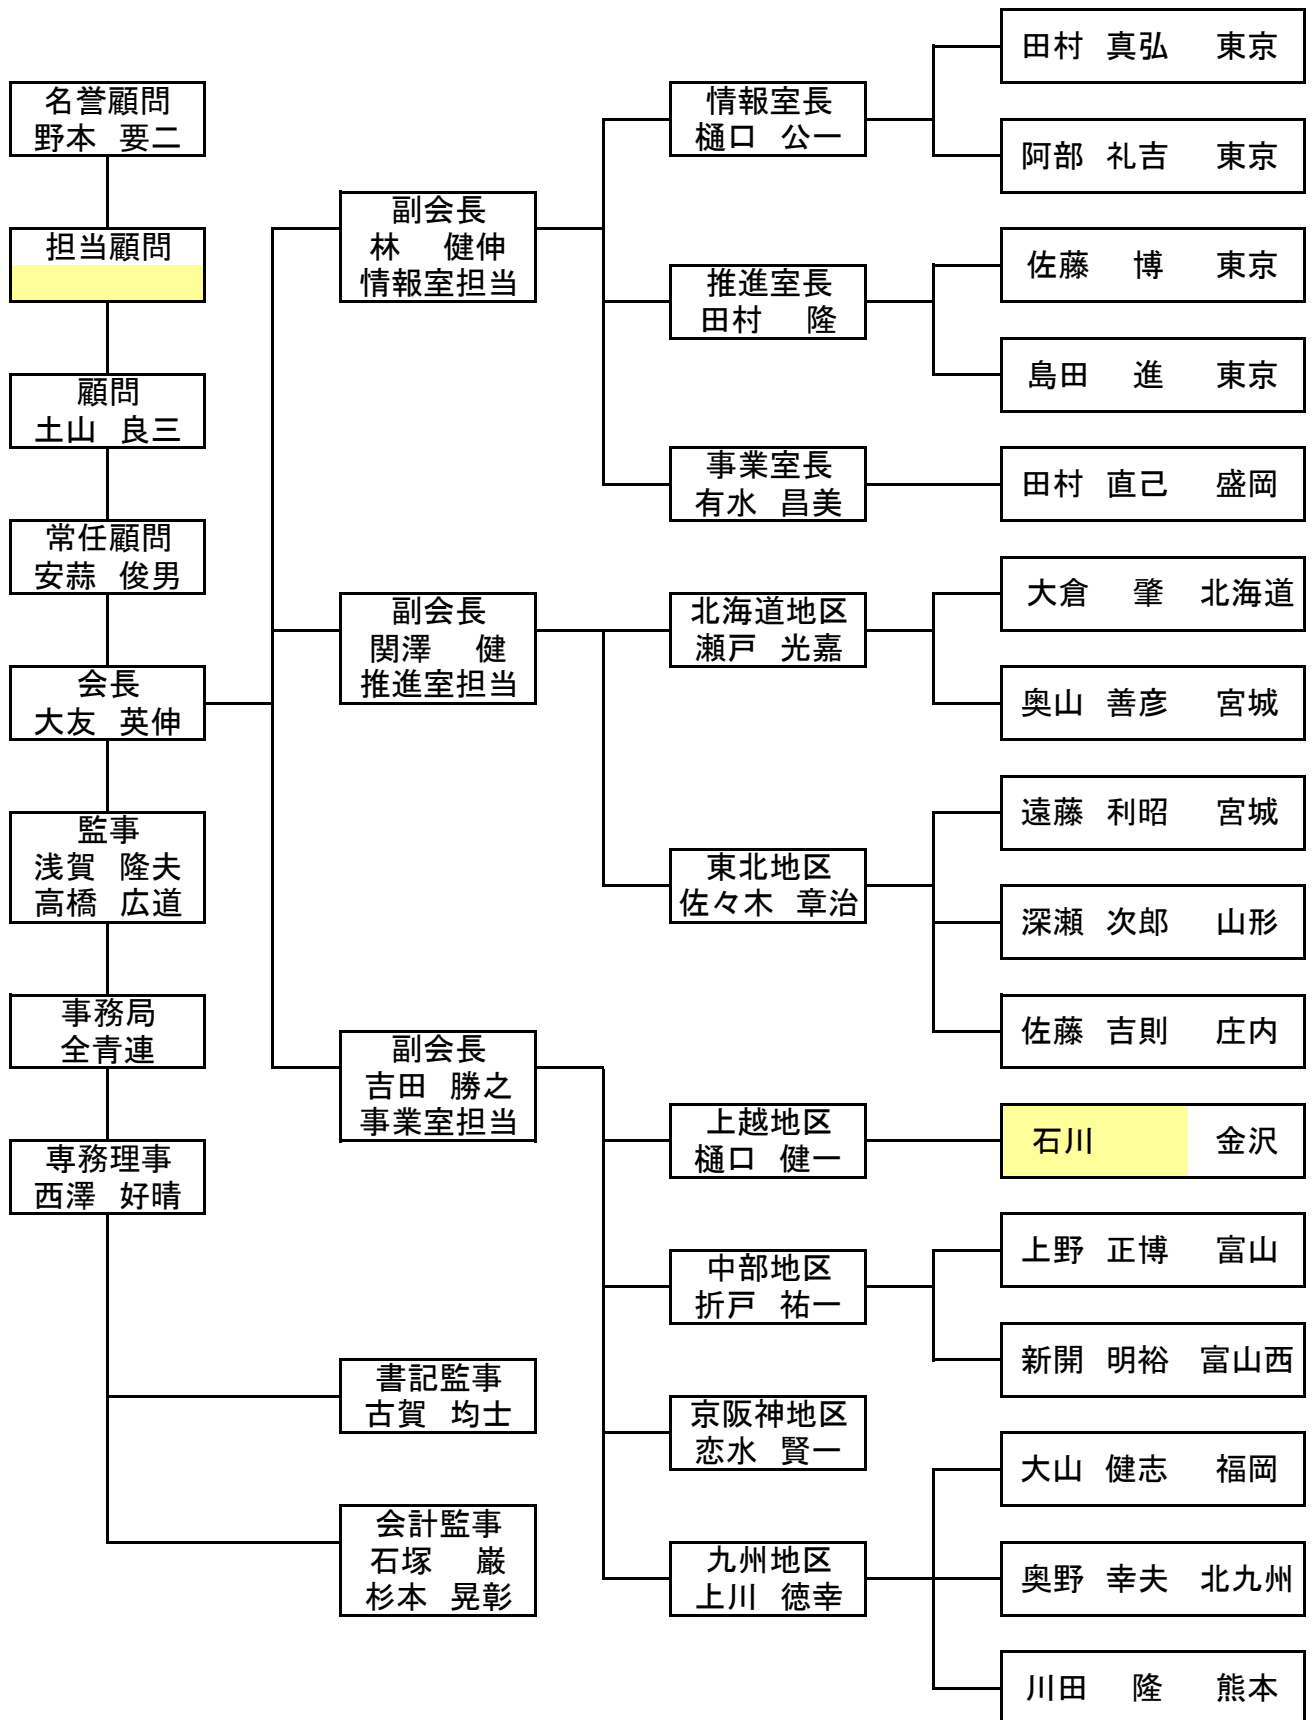 名誉顧問
野本 要二
担当顧問
顧問
土山 良三
常任顧問
安蒜 俊男
会長
大友 英伸
監事
浅賀 隆夫
高橋 広道
事務局
全青連
専務理事
西澤 好晴
副会長
林 健伸
情報室担当
副会長
関澤 健
推進室担当
副会長
吉田 勝之
事業室担当
書記監事
古賀 均士
会計監事
石塚 巌
杉本 晃彰
情報室長
樋口 公一
推進室長
田村 隆
事業室長
有水 昌美
北海道地区
瀬戸 光嘉
東北地区
佐々木 章治
上越地区
樋口 健一
中部地区
折戸 祐一
京阪神地区
恋水 賢一
九州地区
上川 徳幸
田村 真弘 東京
阿部 礼吉 東京
佐藤 博 東京
島田 進 東京
田村 直己 盛岡
大倉 肇 北海道
奥山 善彦 宮城
遠藤 利昭 宮城
深瀬 次郎 山形
佐藤 吉則 庄内
石川 金沢
上野 正博 富山
新開 明裕 富山西
大山 健志 福岡
奥野 幸夫 北九州
川田 隆 熊本